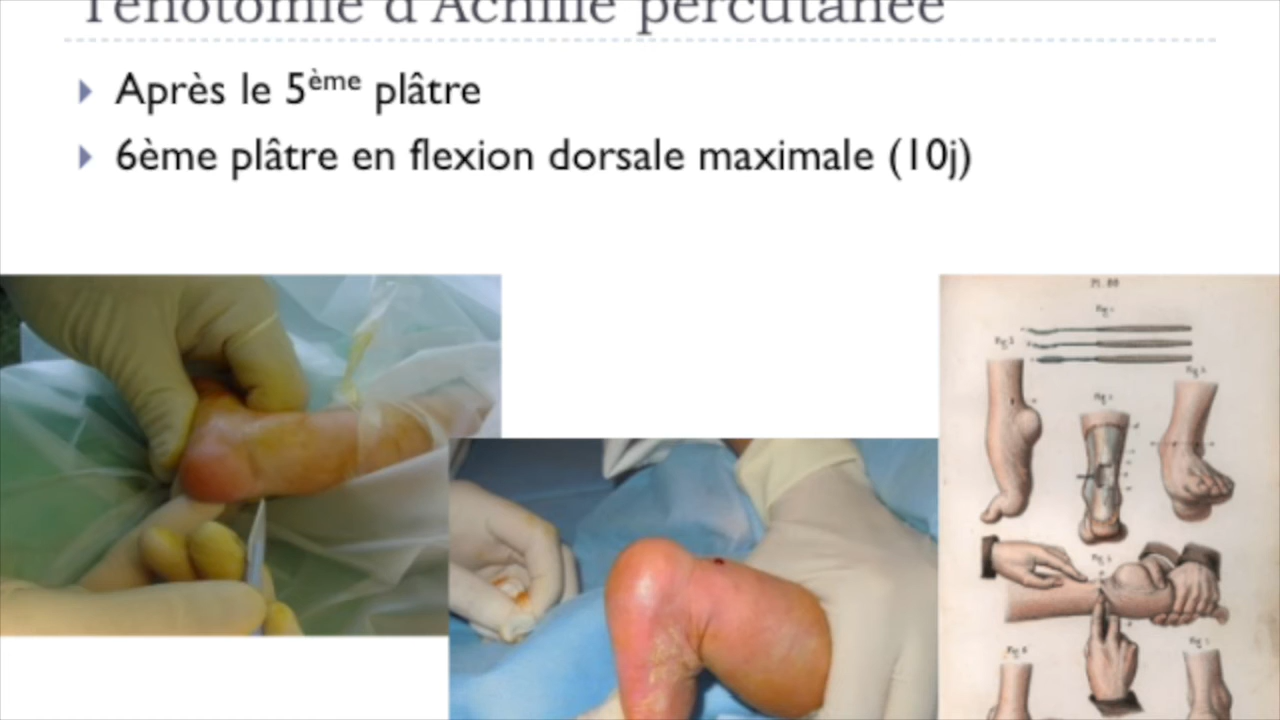 Ténotomie d'Achille percutanée
Après le 5ème plâtre
6ème plâtre en flexion dorsale maximale (10j)